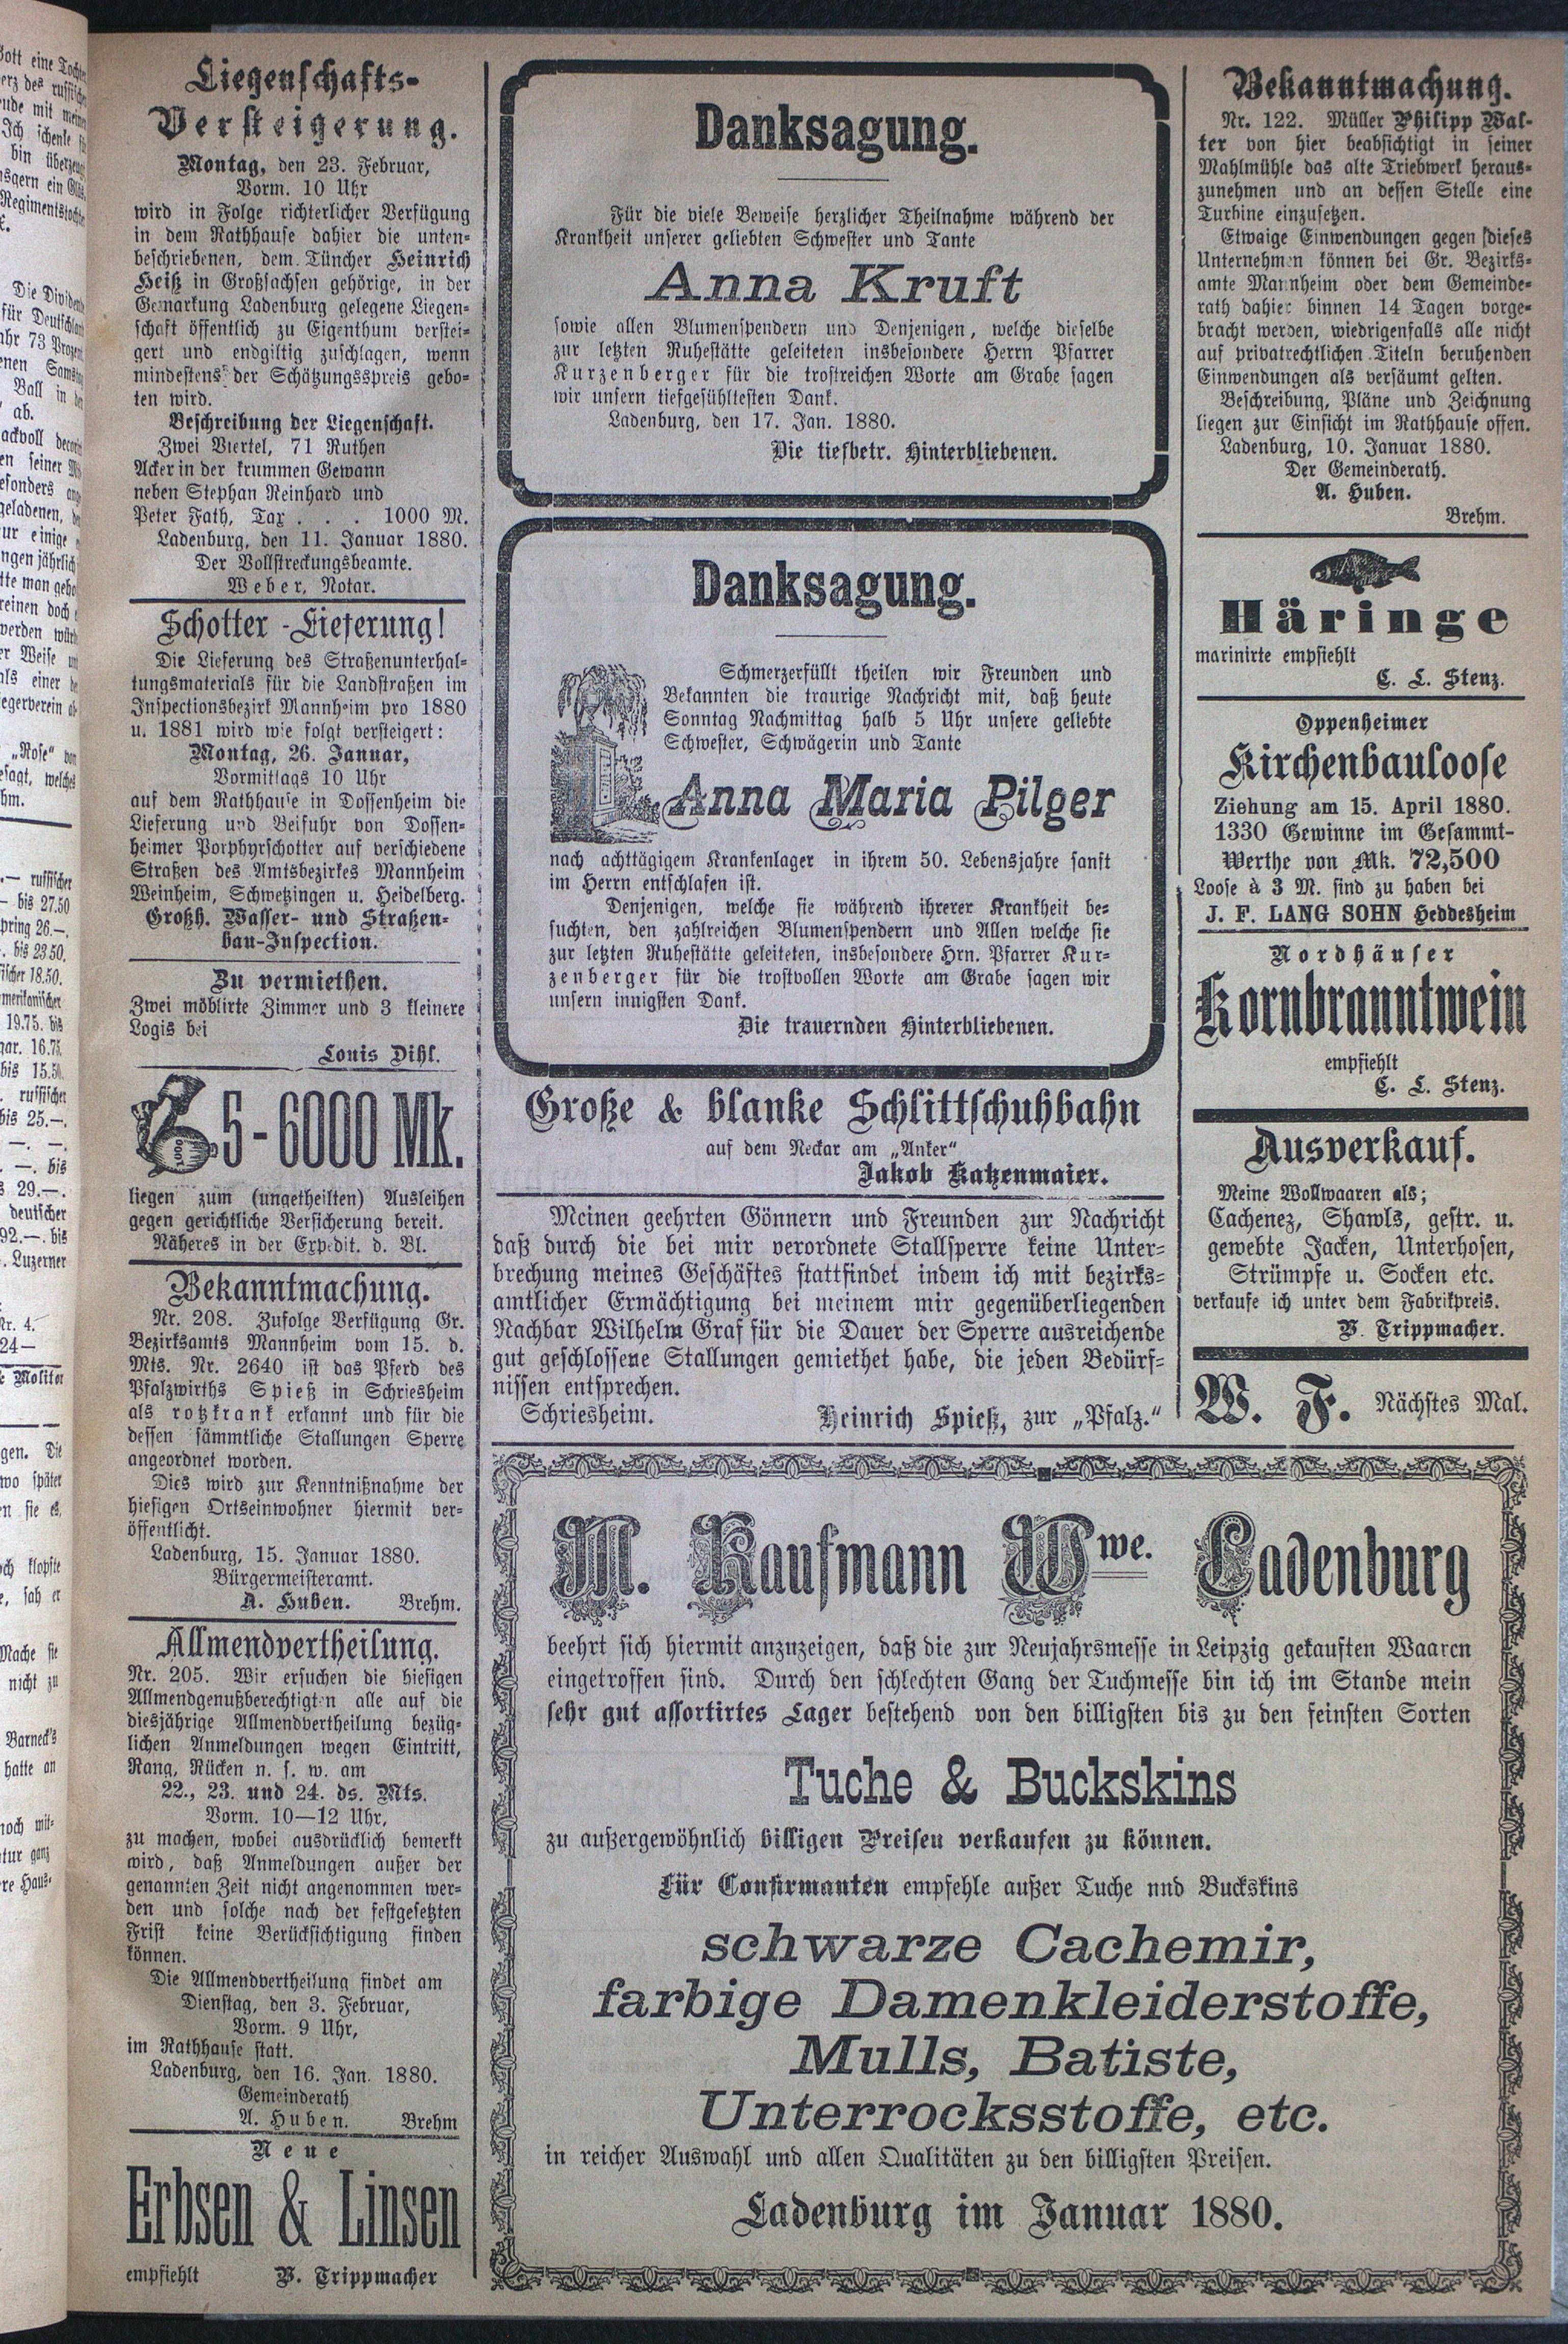 Liegenschafts-
Versteigerung.
Montag, den 23. Februar,
Vorm. 10 Uhr
wird in Folge richterlicher Verfügung
in dem Rathhause dahier die unten-
beschriebenen, dem Tüncher Heinrich
Heiß in Großsachsen gehörige, in der
Gemarkung Ladenburg gelegene Liegen-
schaft öffentlich zu Eigenthum verstei-
gert und endgiltig zuschlagen, wenn
mindestens der Schätzungsspreis gebo-
ten wird.
Beschreibung der Liegenschaft.
Zwei Viertel, 71 Ruthen
Acker in der krummen Gewann
neben Stephan Reinhard und
Peter Fath, Tax . . . 1000 M.
Ladenburg, den 11. Januar 1880.
Der Vollstreckungsbeamte.
Weber, Notar.
Schotter-Lieferung!
Die Lieferung des Straßenunterhal-
tungsmaterials für die Landstraßen im
Inspectionsbezirk Mannheim pro 1880
u. 1881 wird wie folgt versteigert:
Montag, 26. Januar,
Vormittags 10 Uhr
auf dem Rathhause in Dossenheim die
Lieferung und Beifuhr von Dossen-
heimer Porphyrschotter auf verschiedene
Straßen des Amtsbezirkes Mannheim
Weinheim, Schwetzingen u. Heidelberg.
Großh. Wasser- und Straßen-
bau-Inspection.
Zu vermiethen.
Zwei möblirte Zimmer und 3 kleinere
Logis bei
Louis Dihl.
1000
5-6000 Mk.
liegen zum (ungetheilten) Ausleihen
gegen gerichtliche Versicherung bereit.
Näheres in der Expedit. d. Bl.
Bekanntmachung.
Nr. 208. Zufolge Verfügung Gr.
Bezirksamts Mannheim vom 15. d.
Mts. Nr. 2640 ist das Pferd des
Pfalzwirths Spieß in Schriesheim
als rotzkrank erkannt und für die
dessen sämmtliche Stallungen Sperre
angeordnet worden.
Dies wird zur Kenntnißnahme der
hiesigen Ortseinwohner hiermit ver-
öffentlicht.
Ladenburg, 15. Januar 1880.
Bürgermeisteramt.
A. Huben. Brehm.
Allmendvertheilung.
Nr. 205. Wir ersuchen die hiesigen
Allmendgenußberechtigten alle auf die
diesjährige Allmendvertheilung bezüg-
lichen Anmeldungen wegen Eintritt,
Rang, Rücken n. s. w. am
22., 23. und 24. ds. Mts.
Vorm. 10—12 Uhr,
zu machen, wobei ausdrücklich bemerkt
wird, daß Anmeldungen außer der
genannten Zeit nicht angenommen wer-
den und solche nach der festgesetzten
Frist keine Berücksichtigung finden
können.
Die Allmendvertheilung findet am
Dienstag, den 3. Februar,
Vorm. 9 Uhr,
im Rathhause statt.
Ladenburg, den 16. Jan. 1880.
Gemeinderath
A. Huben. Brehm
Neue
Erbsen & Linsen
empfiehlt P. Trippmacher
Danksagung.
Für die viele Beweise herzlicher Theilnahme während der
Krankheit unserer geliebten Schwester und Tante
Anna Kruft
sowie allen Blumenspendern und Denjenigen, welche dieselbe
zur letzten Ruhestätte geleiteten insbesondere Herrn Pfarrer
Kurzenberger für die trostreichen Worte am Grabe sagen
wir unsern tiefgefühltesten Dank.
Ladenburg, den 17. Jan. 1880.
Die tiefbetr. Hinterbliebenen.
Danksagung.
Schmerzerfüllt theilen wir Freunden und
Bekannten die traurige Nachricht mit, daß heute
Sonntag Nachmittag halb 5 Uhr unsere geliebte
Schwester, Schwägerin und Tante
Anna Maria Pilger
nach achttägigem Krankenlager in ihrem 50. Lebensjahre sanft
im Herrn entschlafen ist.
Denjenigen, welche sie während ihrerer Krankheit be-
suchten, den zahlreichen Blumenspendern und Allen welche sie
zur letzten Ruhestätte geleiteten, insbesondere Hrn. Pfarrer Kur-
zenberger für die trostvollen Worte am Grabe sagen wir
unsern innigsten Dank.
Die trauernden Hinterbliebenen.
Große & blanke Schlittschuhbahn
auf dem Neckar am „Anker“
Jakob Katzenmaier.
Meinen geehrten Gönnern und Freunden zur Nachricht
daß durch die bei mir verordnete Stallsperre keine Unter-
brechung meines Geschäftes stattfindet indem ich mit bezirks-
amtlicher Ermächtigung bei meinem mir gegenüberliegenden
Nachbar Wilhelm Graf für die Dauer der Sperre ausreichende
gut geschlossene Stallungen gemiethet habe, die jeden Bedürf-
nissen entsprechen.
Schriesheim. Heinrich Spieß, zur „Pfalz.“
Bekanntmachung.
Nr. 122. Müller Philipp Wal-
ter von hier beabsichtigt in seiner
Mahlmühle das alte Triebwerk heraus-
zunehmen und an dessen Stelle eine
Turbine einzusetzen.
Etwaige Einwendungen gegen dieses
Unternehmen können bei Gr. Bezirks-
amte Mannheim oder dem Gemeinde-
rath dahier binnen 14 Tagen vorge-
bracht werden, wiedrigenfalls alle nicht
auf privatrechtlichen Titeln beruhenden
Einwendungen als versäumt gelten.
Beschreibung, Pläne und Zeichnung
liegen zur Einsicht im Rathhause offen.
Ladenburg, 10. Januar 1880.
Der Gemeinderath.
A. Huben.
Brehm.
Häringe
marinirte empfiehlt
C. L. Stenz.
Oppenheimer
Kirchenbauloose
Ziehung am 15. April 1880.
1330 Gewinne im Gesammt-
Werthe von Mk. 72,500
Loose à 3 M. sind zu haben bei
J. F. LANG SOHN Heddesheim
Nordhäuser
Kornbranntwein
empfiehlt
C. L. Stenz.
Ausverkauf.
Meine Wollwaaren als;
Cachenez, Shawls, gestr. u.
gewebte Jacken, Unterhosen,
Strümpfe u. Socken etc.
verkaufe ich unter dem Fabrikpreis.
P. Trippmacher.
W. F. Nächstes Mal.
M. Kaufmann Wwe. Ladenburg
beehrt sich hiermit anzuzeigen, daß die zur Neujahrsmesse in Leipzig gekauften Waaren
eingetroffen sind. Durch den schlechten Gang der Tuchmesse bin ich im Stande mein
sehr gut assortirtes Lager bestehend von den billigsten bis zu den feinsten Sorten
Tuche & Buckskins
zu außergewöhnlich billigen Preisen verkaufen zu können.
Für Confirmanten empfehle außer Tuche nnd Buckskins
schwarze Cachemir,
farbige Damenkleiderstoffe,
Mulls, Batiste,
Unterrocksstoffe, etc.
in reicher Auswahl und allen Qualitäten zu den billigsten Preisen.
Ladenburg im Januar 1880.